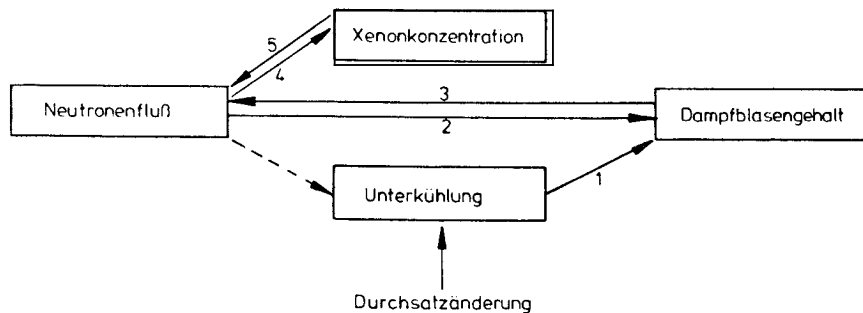 Xenonkonzentration
5
4
Neutronenfluß
3
2
Dampfblasengehalt
Unterkühlung
1
Durchsatzänderung